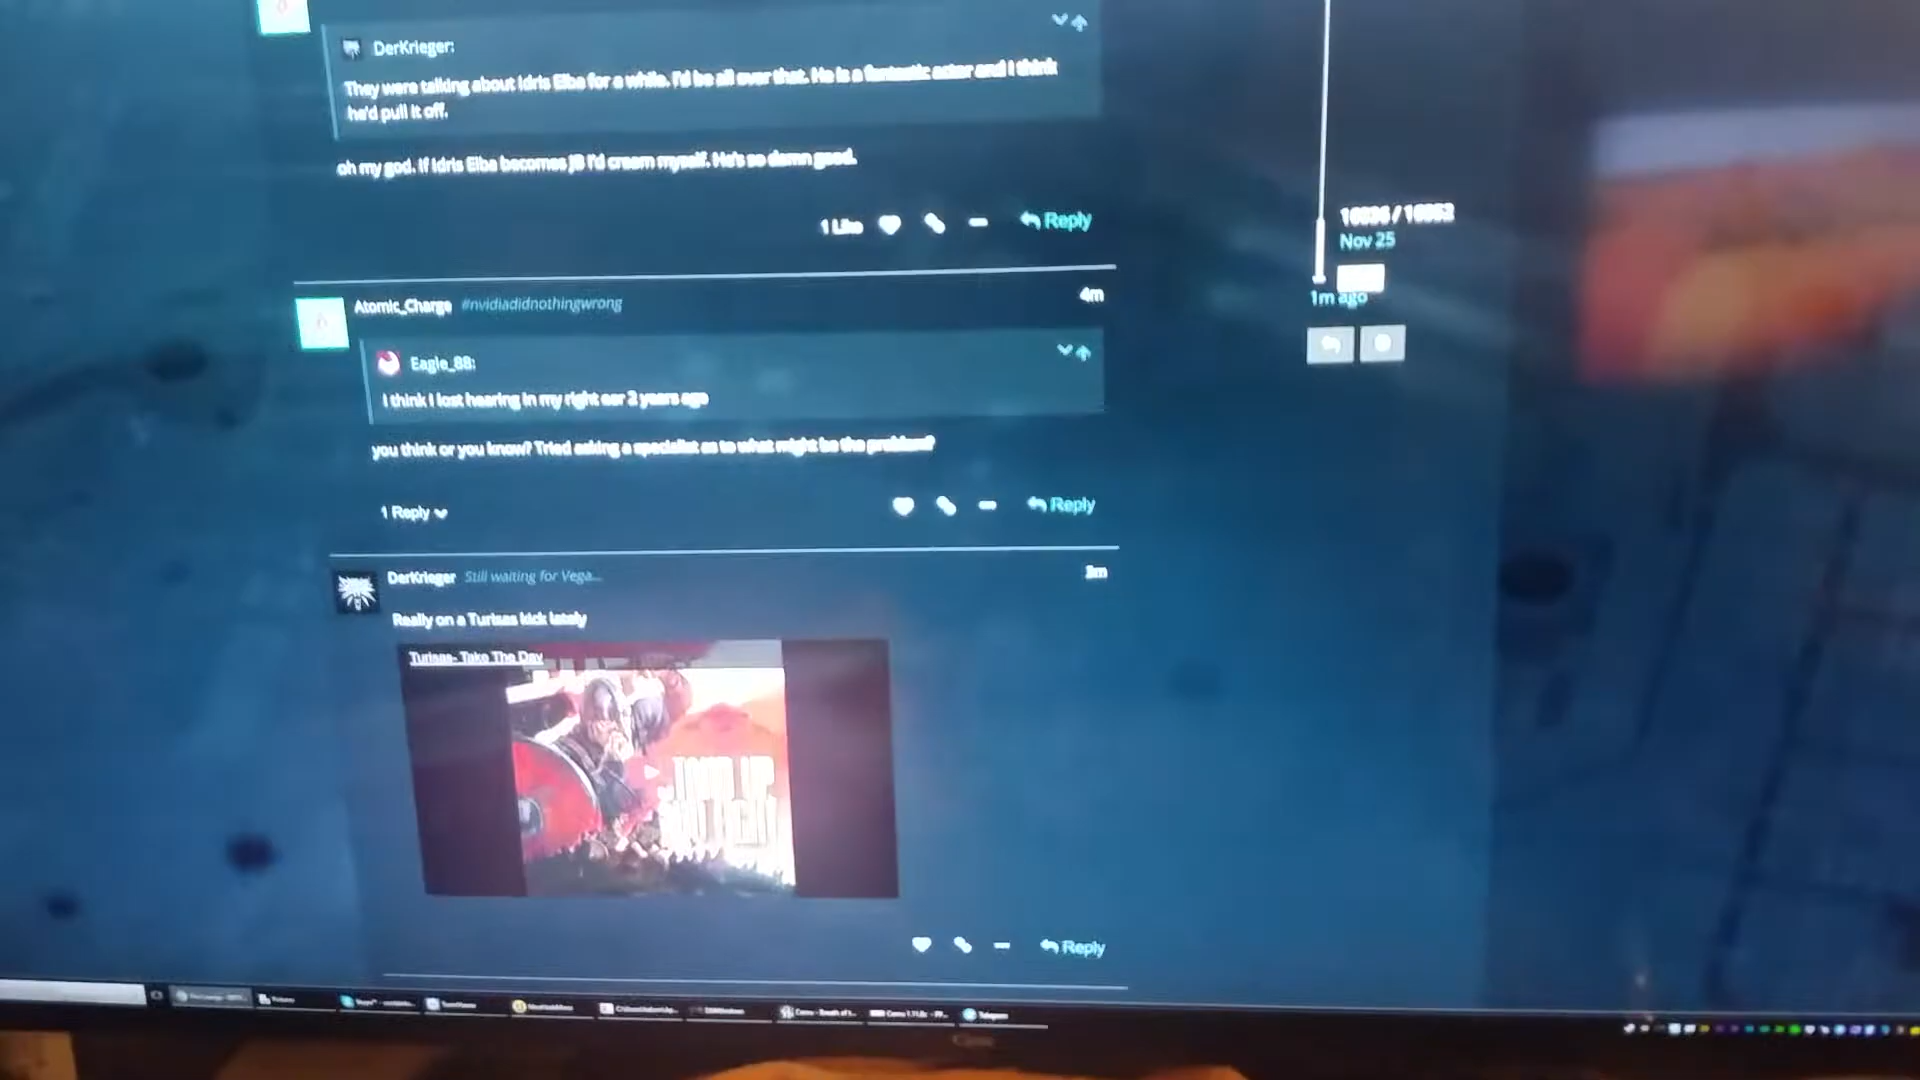 DerKrieger:
They were talking about Idris Elba for a while. I'd be all over that. He is a fantastic actor and I think
he'd pull it off.
oh my god. If Idris Elba becomes JB I'd cream myself. He's so damn good.
1 Like
Reply
10936 / 10952
Nov 25
1m ago
Atomic_Charge #nvidiadidnothingwrong 4m
Eagle_88:
I think I lost hearing in my right ear 2 years ago
you think or you know? Tried asking a specialist as to what might be the problem?
1 Reply
Reply
DerKrieger Still waiting for Vega... 3m
Really on a Turisas kick lately
Turisas- Take The Day
Reply
Telegram